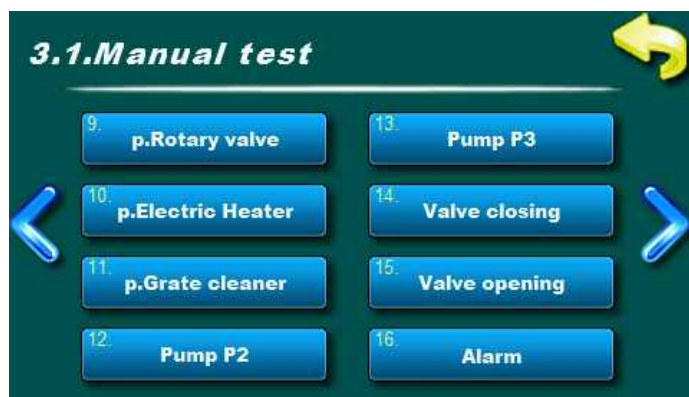 3.1.Manual test
9.
p.Rotary valve
10.
p.Electric Heater
11.
p.Grate cleaner
12.
Pump P2
13.
Pump P3
14.
Valve closing
15.
Valve opening
16.
Alarm